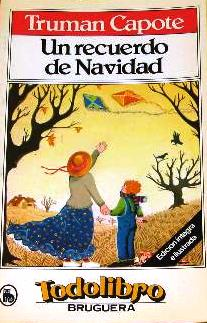 Truman Capote
Un recuerdo
de Navidad
Edición íntegra
e ilustrada
Todolibro
BRUGUERA